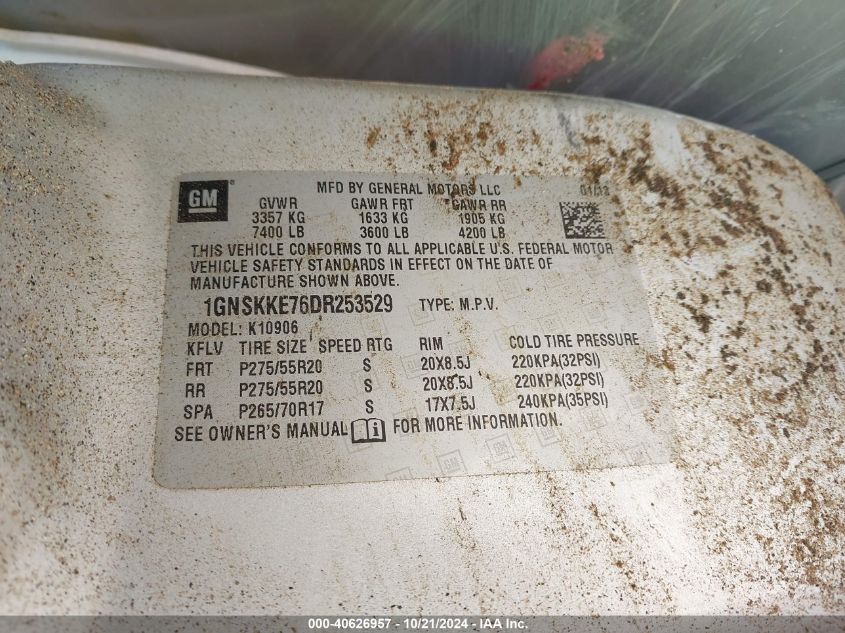 GM
MFD BY GENERAL MOTORS LLC 01/13
GVWR GAWR FRT GAWR RR
3357 KG 1633 KG 1905 KG
7400 LB 3600 LB 4200 LB
THIS VEHICLE CONFORMS TO ALL APPLICABLE U.S. FEDERAL MOTOR
VEHICLE SAFETY STANDARDS IN EFFECT ON THE DATE OF
MANUFACTURE SHOWN ABOVE.
1GNSKKE76DR253529 TYPE: M.P.V.
MODEL: K10906
KFLV TIRE SIZE SPEED RTG RIM COLD TIRE PRESSURE
FRT P275/55R20 S 20X8.5J 220KPA(32PSI)
RR P275/55R20 S 20X8.5J 220KPA(32PSI)
SPA P265/70R17 S 17X7.5J 240KPA(35PSI)
SEE OWNER'S MANUAL FOR MORE INFORMATION.
000-40626957 - 10/21/2024 - IAA Inc.